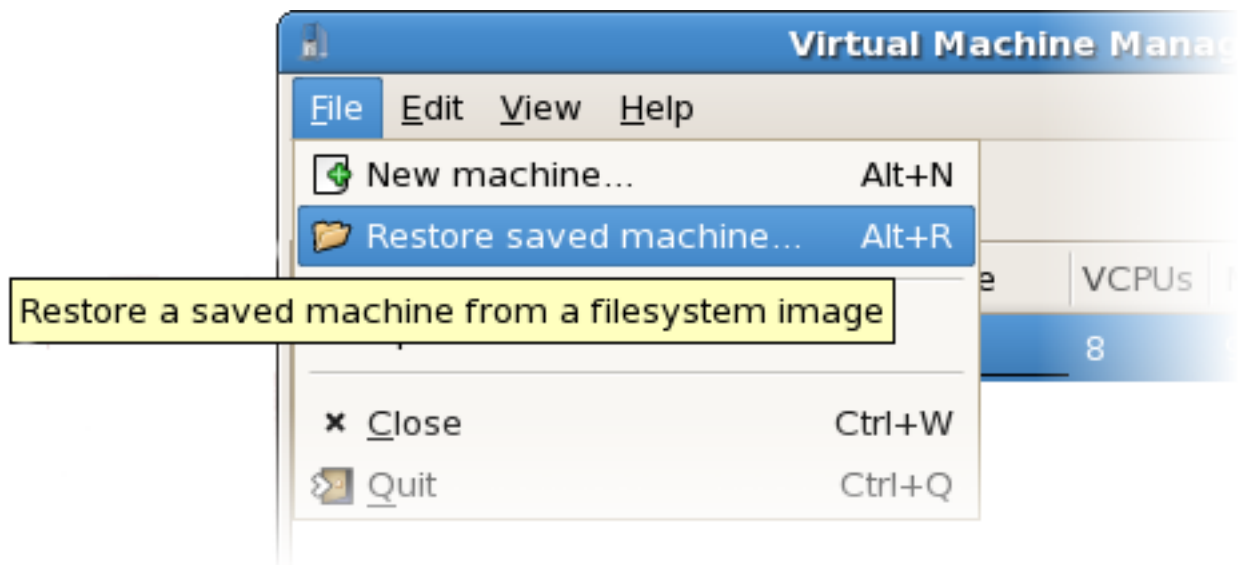 Virtual Machine
File Edit View Help
New machine... Alt+N
Restore saved machine... Alt+R
VCPUs
Restore a saved machine from a filesystem image
8
Close Ctrl+W
Quit Ctrl+Q